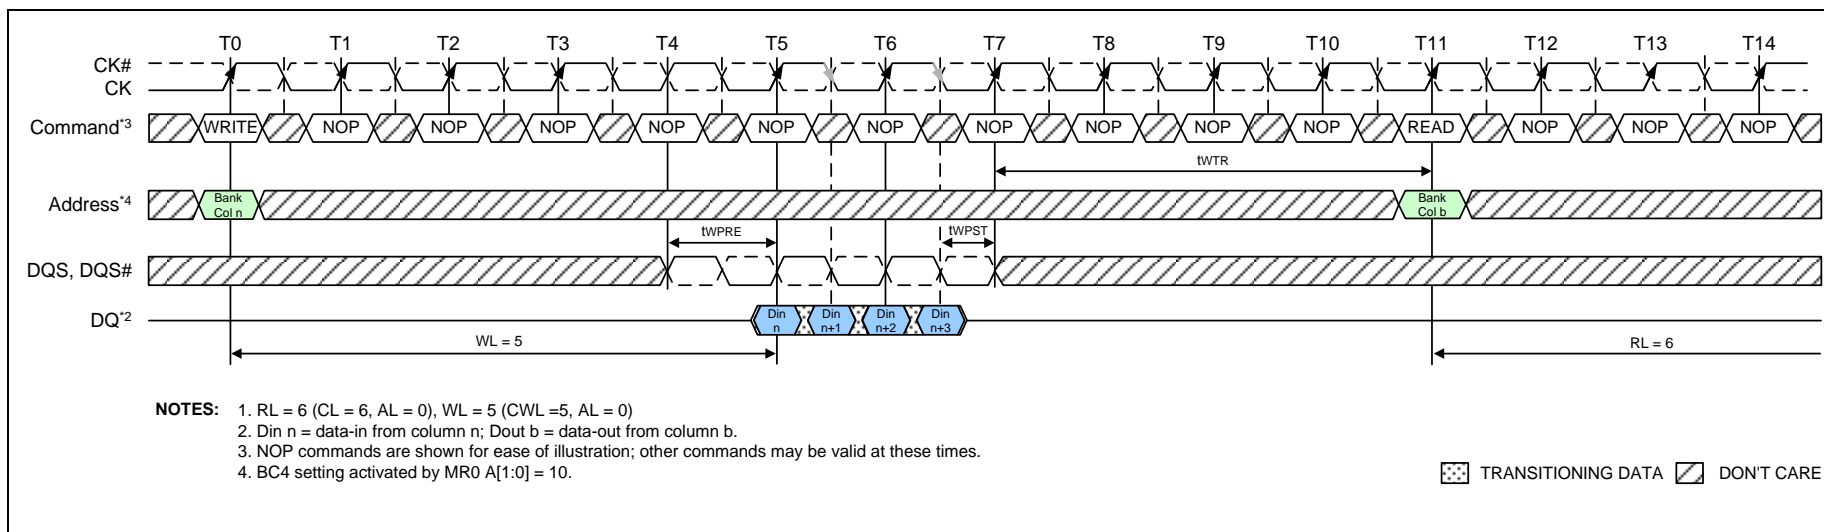 T0 T1 T2 T3 T4 T5 T6 T7 T8 T9 T10 T11 T12 T13 T14
CK#
CK
Command*3 WRITE NOP NOP NOP NOP NOP NOP NOP NOP NOP NOP READ NOP NOP NOP
tWTR
Address*4 Bank Col n Bank Col b
tWPRE tWPST
DQS, DQS#
DQ*2 Din n Din n+1 Din n+2 Din n+3
WL = 5 RL = 6
NOTES: 1. RL = 6 (CL = 6, AL = 0), WL = 5 (CWL =5, AL = 0)
2. Din n = data-in from column n; Dout b = data-out from column b.
3. NOP commands are shown for ease of illustration; other commands may be valid at these times.
4. BC4 setting activated by MR0 A[1:0] = 10.
TRANSITIONING DATA DON'T CARE